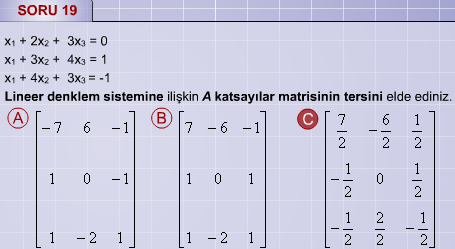 SORU 19
x₁ + 2x₂ + 3x₃ = 0
x₁ + 3x₂ + 4x₃ = 1
x₁ + 4x₂ + 3x₃ = -1
Lineer denklem sistemine ilişkin A katsayılar matrisinin tersini elde ediniz.
A
-7 6 -1
1 0 -1
1 -2 1
B
7 -6 -1
1 0 1
1 -2 1
C
7/2 -6/2 1/2
-1/2 0 1/2
-1/2 2/2 -1/2